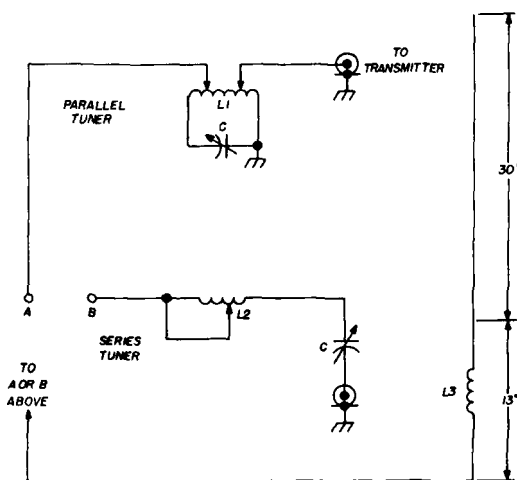 TO
TRANSMITTER
PARALLEL
TUNER
L1
C
30'
A
B
L2
SERIES
TUNER
C
TO
A OR B
ABOVE
L3
13"